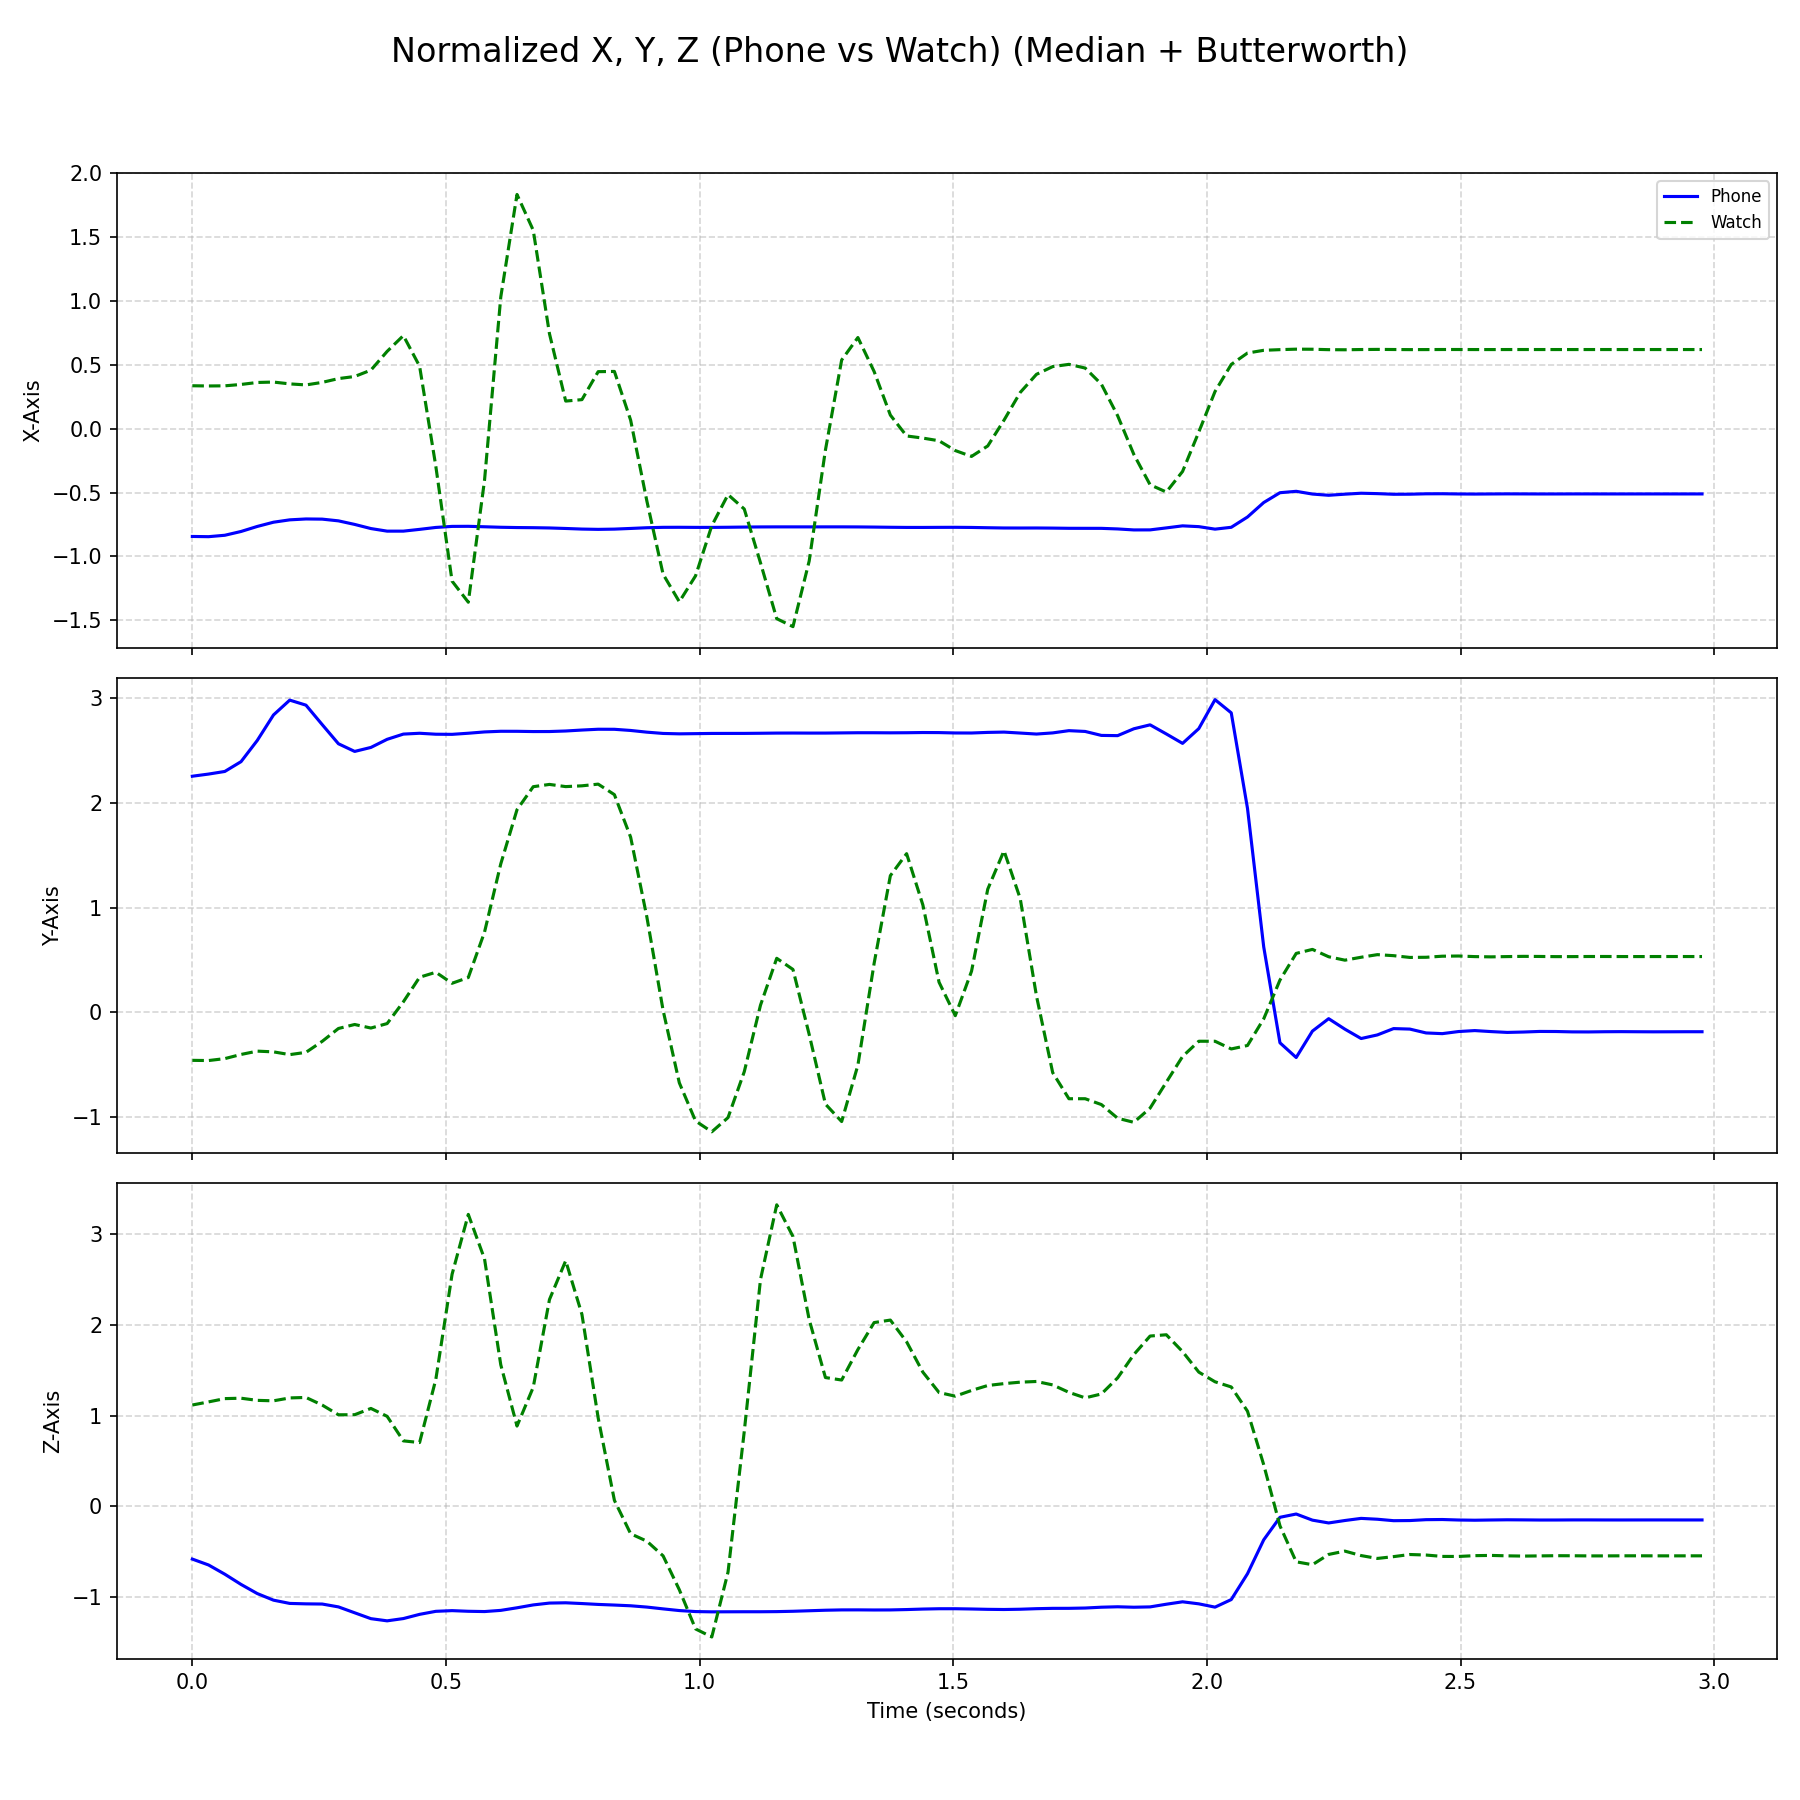 Normalized X, Y, Z (Phone vs Watch) (Median + Butterworth)
2.0
1.5
1.0
0.5
0.0
−0.5
−1.0
−1.5
X-Axis
Phone
Watch
3
2
1
0
−1
Y-Axis
3
2
1
0
−1
Z-Axis
0.0 0.5 1.0 1.5 2.0 2.5 3.0
Time (seconds)